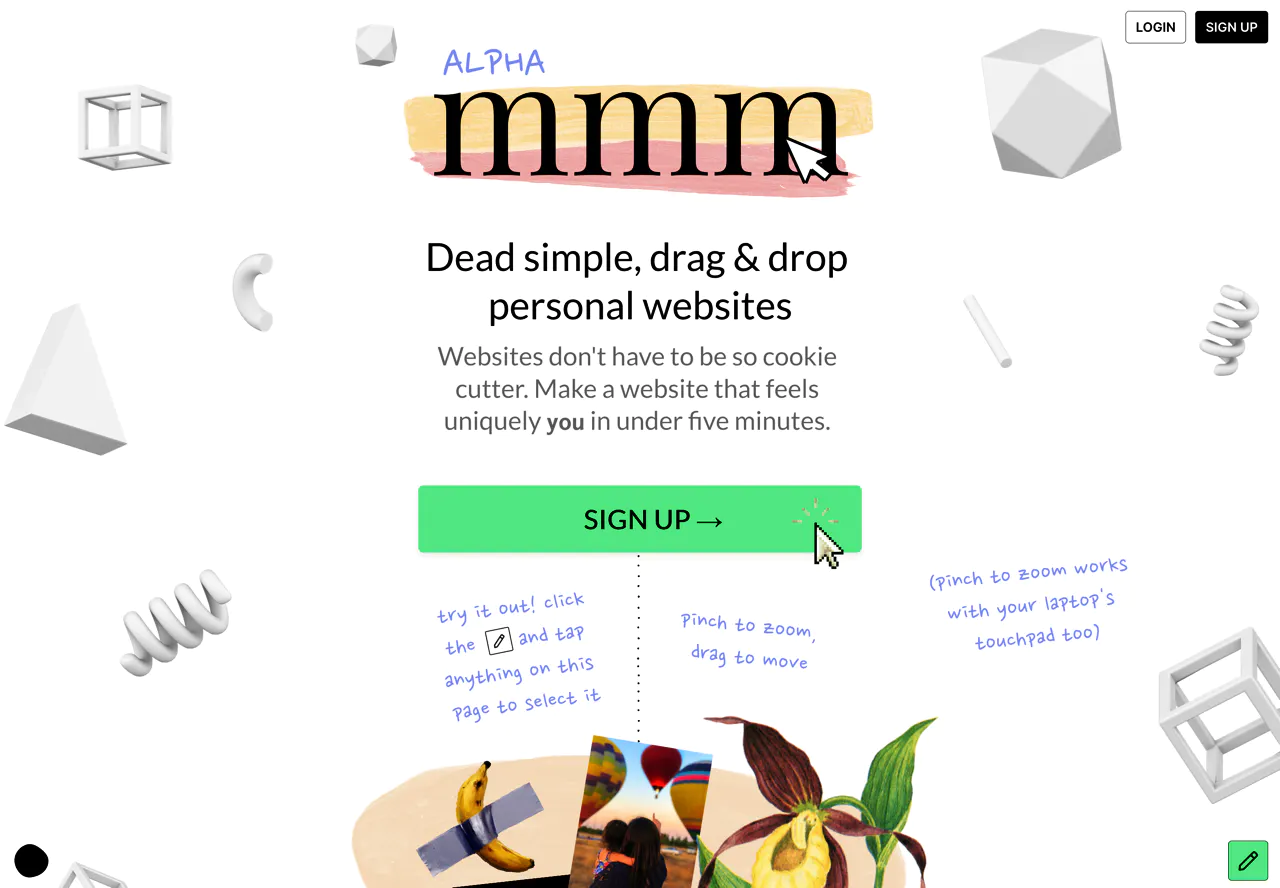 LOGIN
SIGN UP
ALPHA
mmm
Dead simple, drag & drop
personal websites
Websites don't have to be so cookie
cutter. Make a website that feels
uniquely you in under five minutes.
SIGN UP →
try it out! click
the and tap
anything on this
page to select it
Pinch to zoom,
drag to move
(pinch to zoom works
with your laptop's
touchpad too)